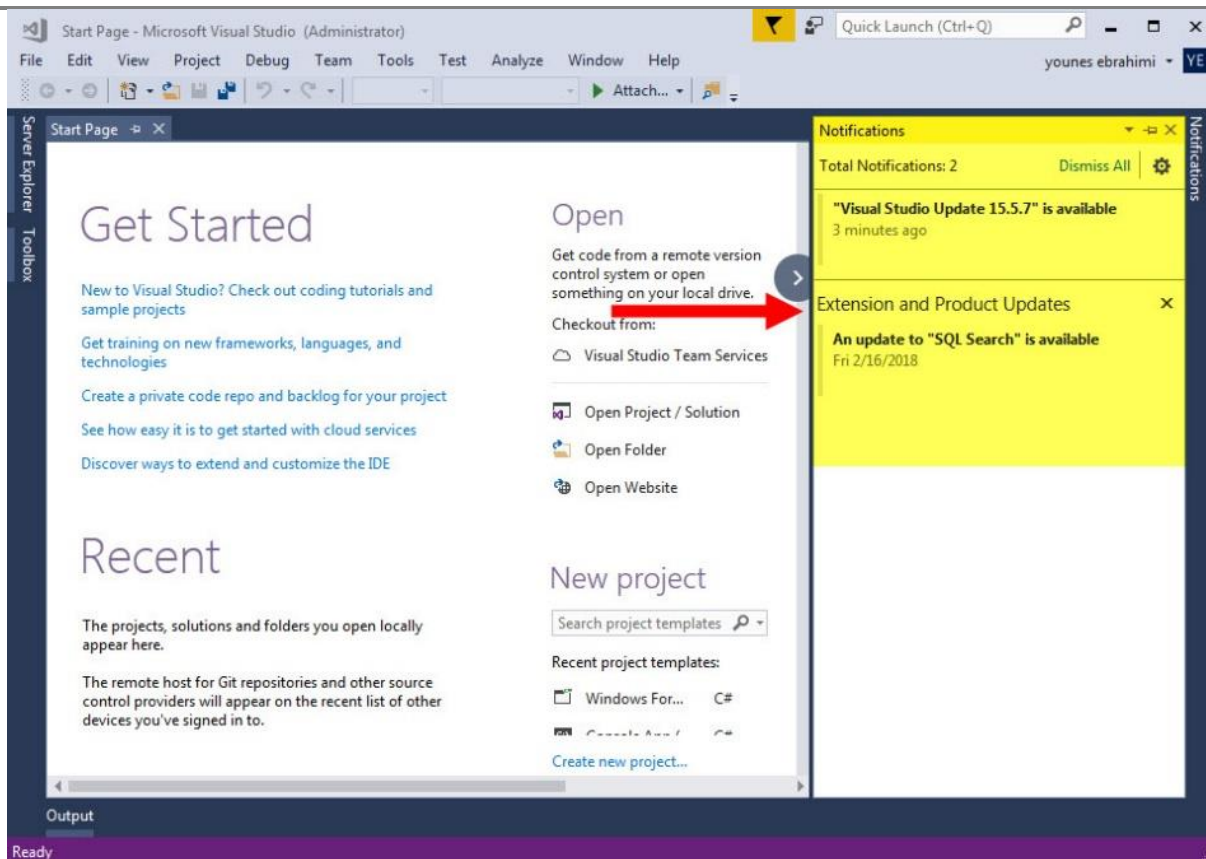 Start Page - Microsoft Visual Studio (Administrator)
Quick Launch (Ctrl+Q)
File Edit View Project Debug Team Tools Test Analyze Window Help
younes ebrahimi YE
Attach...
Server Explorer
Toolbox
Start Page
Get Started
New to Visual Studio? Check out coding tutorials and
sample projects
Get training on new frameworks, languages, and
technologies
Create a private code repo and backlog for your project
See how easy it is to get started with cloud services
Discover ways to extend and customize the IDE
Recent
The projects, solutions and folders you open locally
appear here.
The remote host for Git repositories and other source
control providers will appear on the recent list of other
devices you've signed in to.
Open
Get code from a remote version
control system or open
something on your local drive.
Checkout from:
Visual Studio Team Services
Open Project / Solution
Open Folder
Open Website
New project
Search project templates
Recent project templates:
Windows For... C#
Create new project...
Notifications
Total Notifications: 2 Dismiss All
"Visual Studio Update 15.5.7" is available
3 minutes ago
Extension and Product Updates
An update to "SQL Search" is available
Fri 2/16/2018
Notifications
Output
Ready